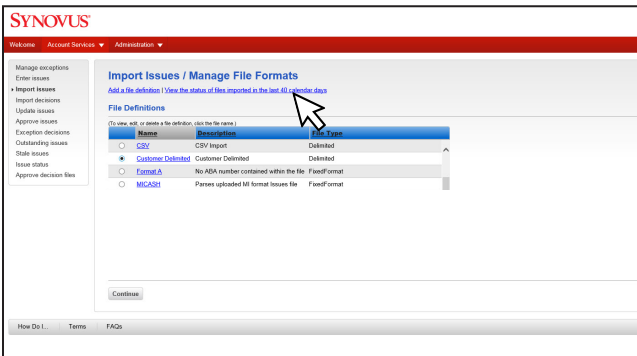 SYNOVUS®
Welcome Account Services Administration
Manage exceptions
Enter issues
Import issues
Import decisions
Update issues
Approve issues
Exception decisions
Outstanding issues
Stale issues
Issue status
Approve decision files
Import Issues / Manage File Formats
Add a file definition | View the status of files imported in the last 40 calendar days
File Definitions
(To view, edit, or delete a file definition, click the file name.)
Name Description File Type
CSV CSV Import Delimited
Customer Delimited Customer Delimited Delimited
Format A No ABA number contained within the file FixedFormat
MICASH Parses uploaded MI format Issues file FixedFormat
Continue
How Do I... Terms FAQs